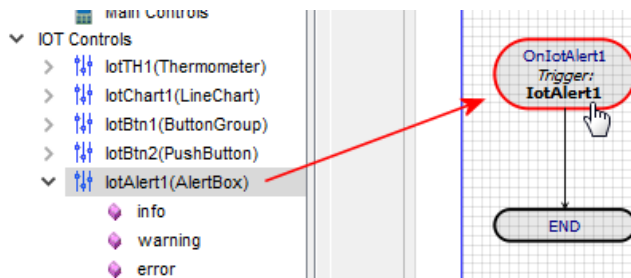 Main Controls
IOT Controls
IotTH1(Thermometer)
IotChart1(LineChart)
IotBtn1(ButtonGroup)
IotBtn2(PushButton)
IotAlert1(AlertBox)
info
warning
error
OnIotAlert1
Trigger:
IotAlert1
END